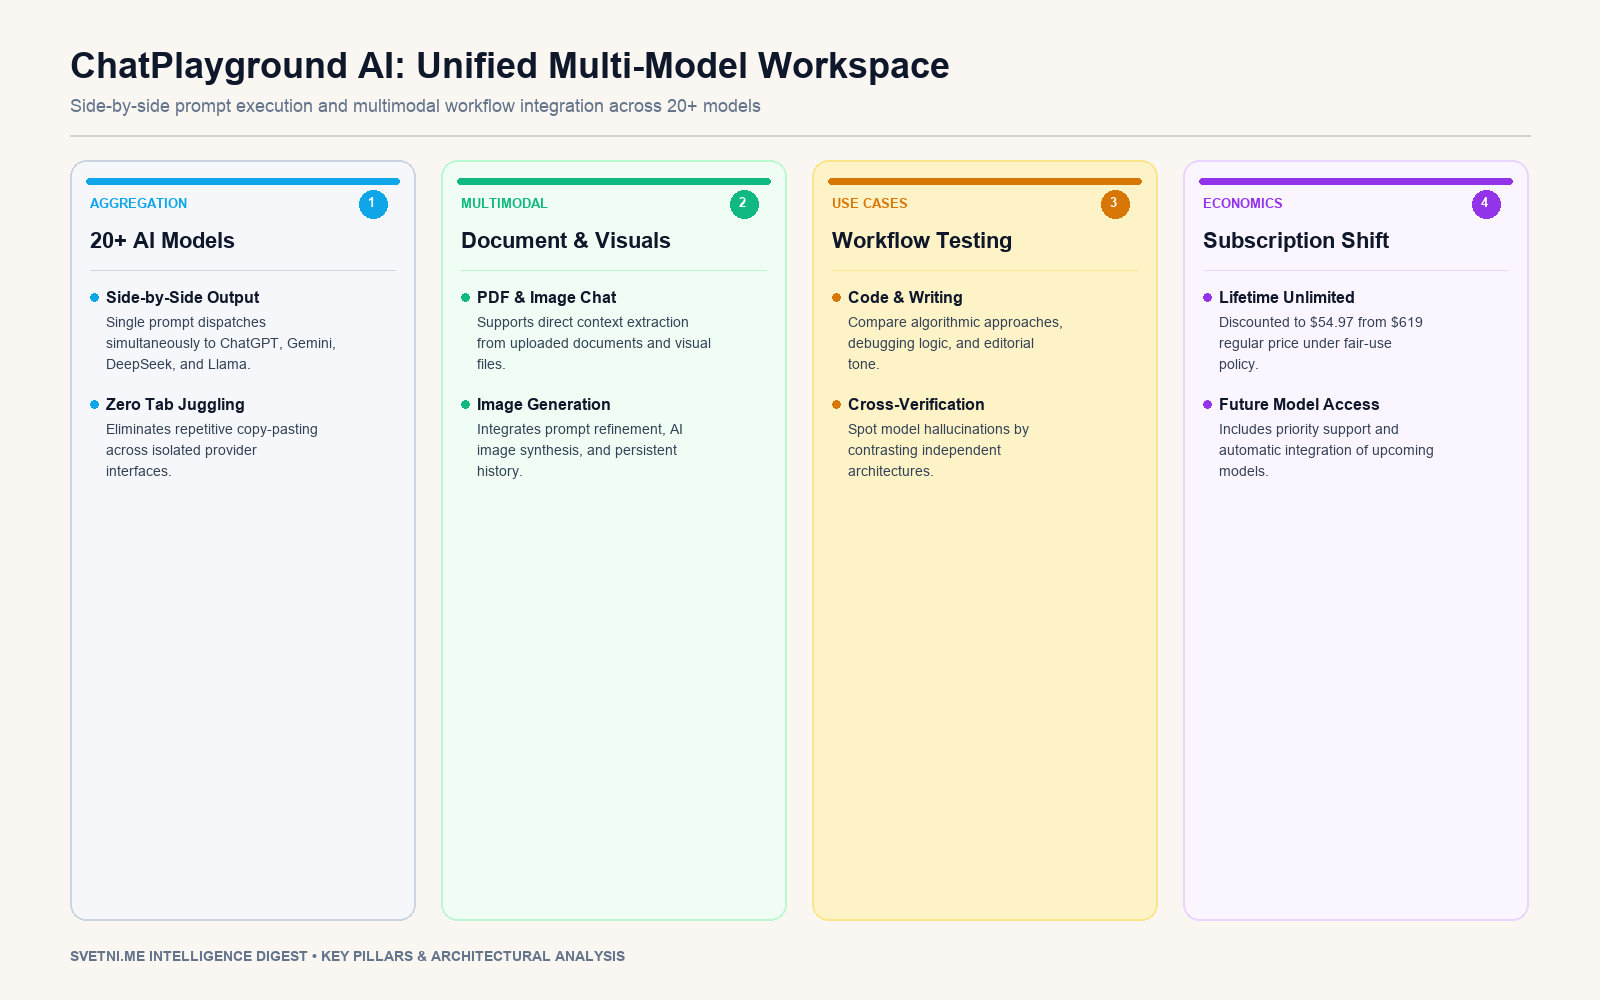 ChatPlayground AI: Unified Multi-Model Workspace
Side-by-side prompt execution and multimodal workflow integration across 20+ models
AGGREGATION
1
20+ AI Models
Side-by-Side Output
Single prompt dispatches
simultaneously to ChatGPT, Gemini,
DeepSeek, and Llama.
Zero Tab Juggling
Eliminates repetitive copy-pasting
across isolated provider
interfaces.
MULTIMODAL
2
Document & Visuals
PDF & Image Chat
Supports direct context extraction
from uploaded documents and visual
files.
Image Generation
Integrates prompt refinement, AI
image synthesis, and persistent
history.
USE CASES
3
Workflow Testing
Code & Writing
Compare algorithmic approaches,
debugging logic, and editorial
tone.
Cross-Verification
Spot model hallucinations by
contrasting independent
architectures.
ECONOMICS
4
Subscription Shift
Lifetime Unlimited
Discounted to $54.97 from $619
regular price under fair-use
policy.
Future Model Access
Includes priority support and
automatic integration of upcoming
models.
SVETNI.ME INTELLIGENCE DIGEST • KEY PILLARS & ARCHITECTURAL ANALYSIS